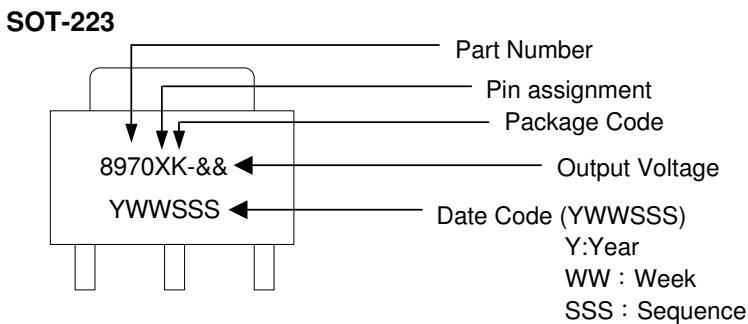 SOT-223
Part Number
Pin assignment
Package Code
8970XK-&& Output Voltage
YWWSSS Date Code (YWWSSS)
Y:Year
WW：Week
SSS：Sequence